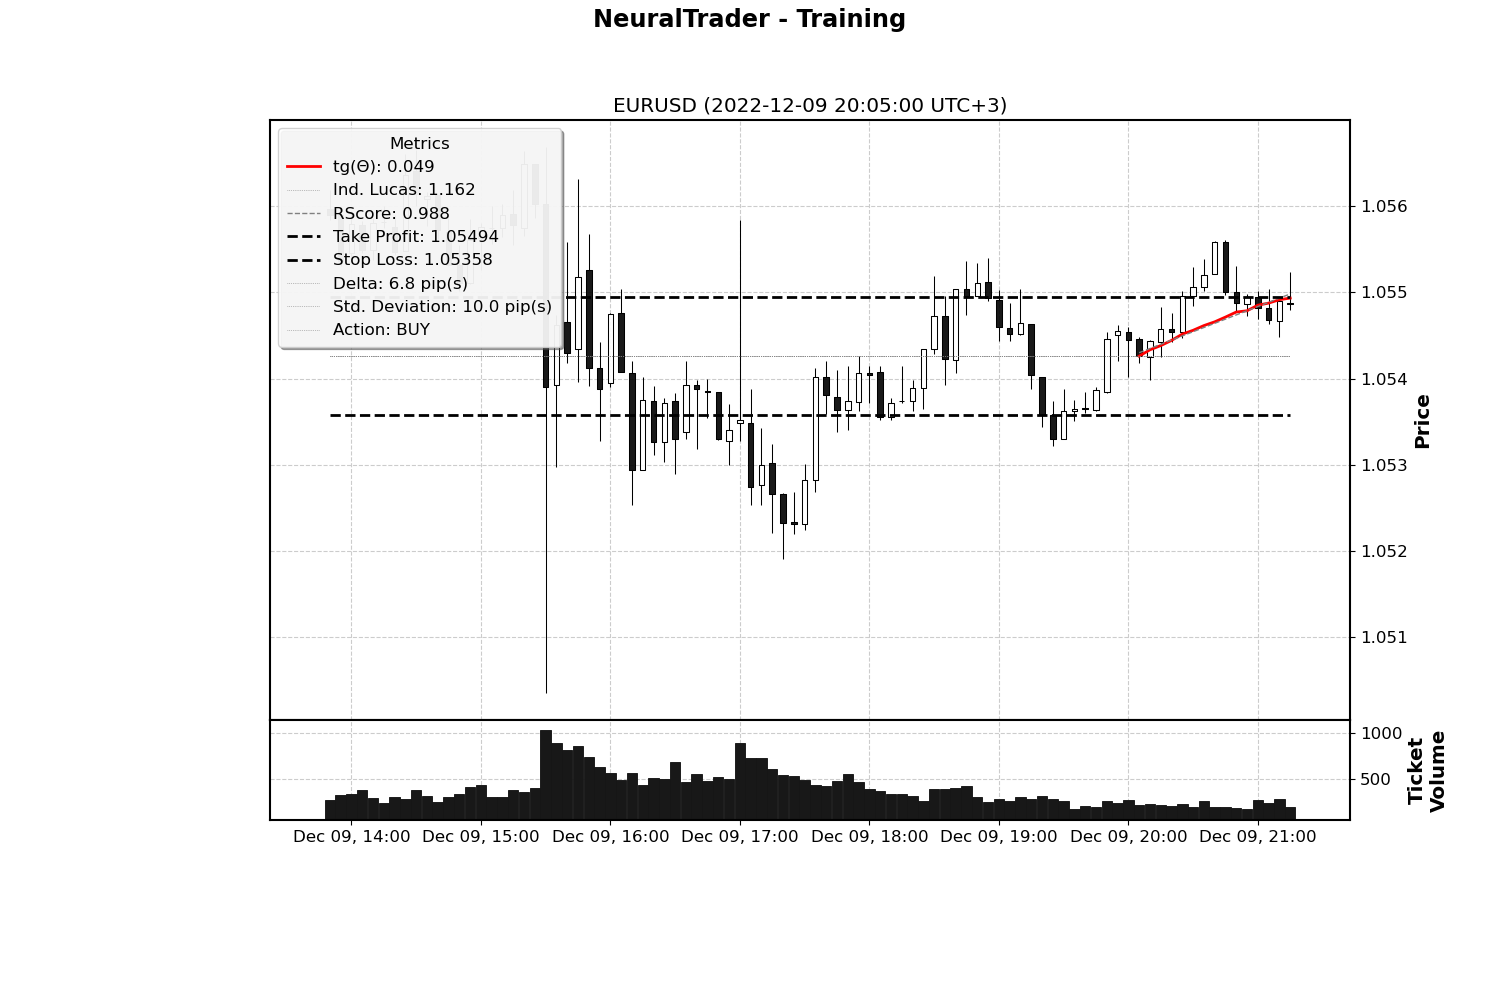 NeuralTrader - Training
EURUSD (2022-12-09 20:05:00 UTC+3)
Metrics
tg(Θ): 0.049
Ind. Lucas: 1.162
RScore: 0.988
Take Profit: 1.05494
Stop Loss: 1.05358
Delta: 6.8 pip(s)
Std. Deviation: 10.0 pip(s)
Action: BUY
1.056
1.055
1.054
1.053
1.052
1.051
Price
1000
500
Ticket
Volume
Dec 09, 14:00
Dec 09, 15:00
Dec 09, 16:00
Dec 09, 17:00
Dec 09, 18:00
Dec 09, 19:00
Dec 09, 20:00
Dec 09, 21:00